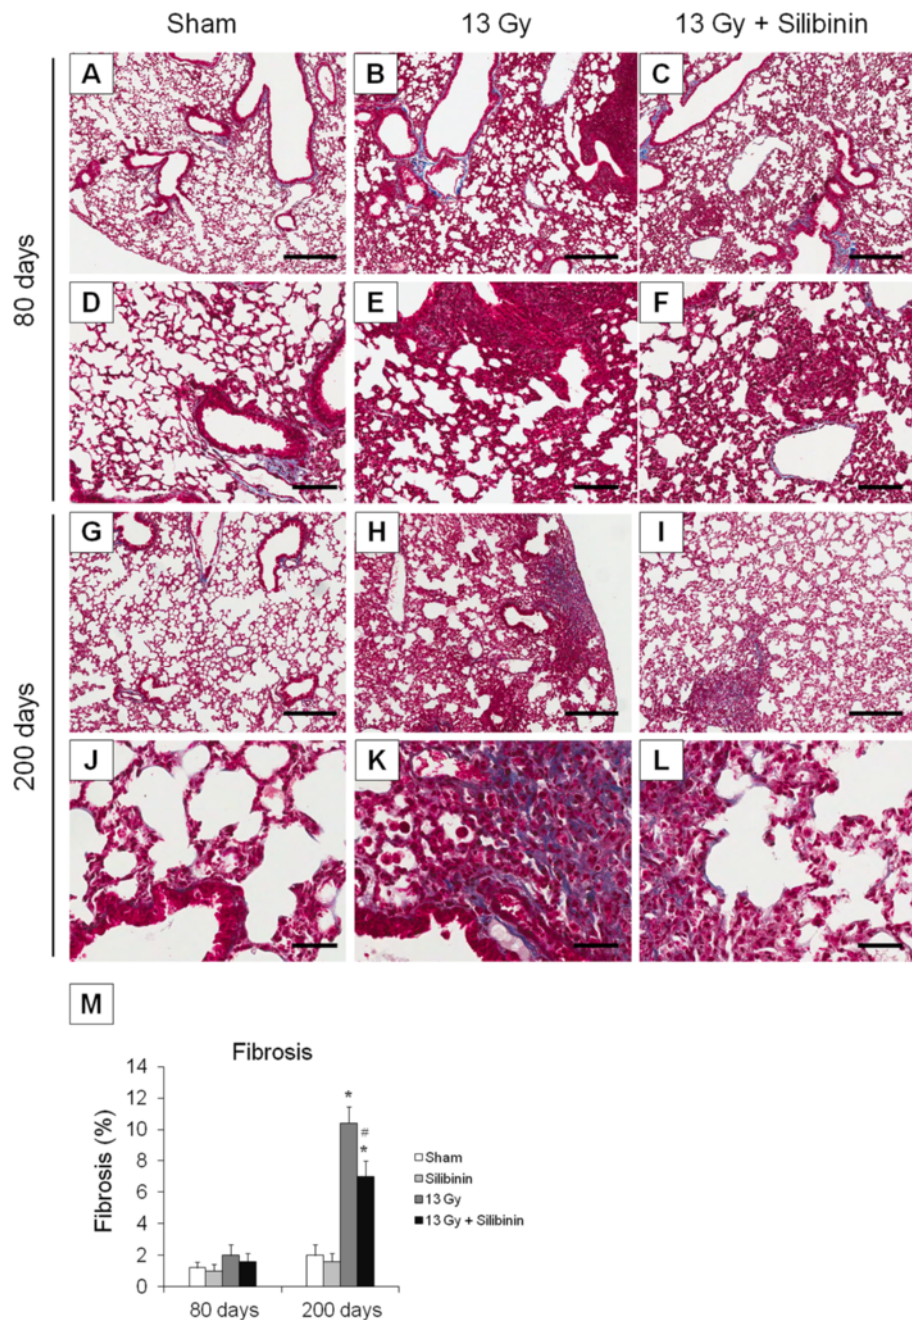 Sham 13 Gy 13 Gy + Silibinin
80 days
A B C
D E F
200 days
G H I
J K L
M
Fibrosis
Fibrosis (%)
14
12
10
8
6
4
2
0
*
#
*
Sham
Silibinin
13 Gy
13 Gy + Silibinin
80 days 200 days